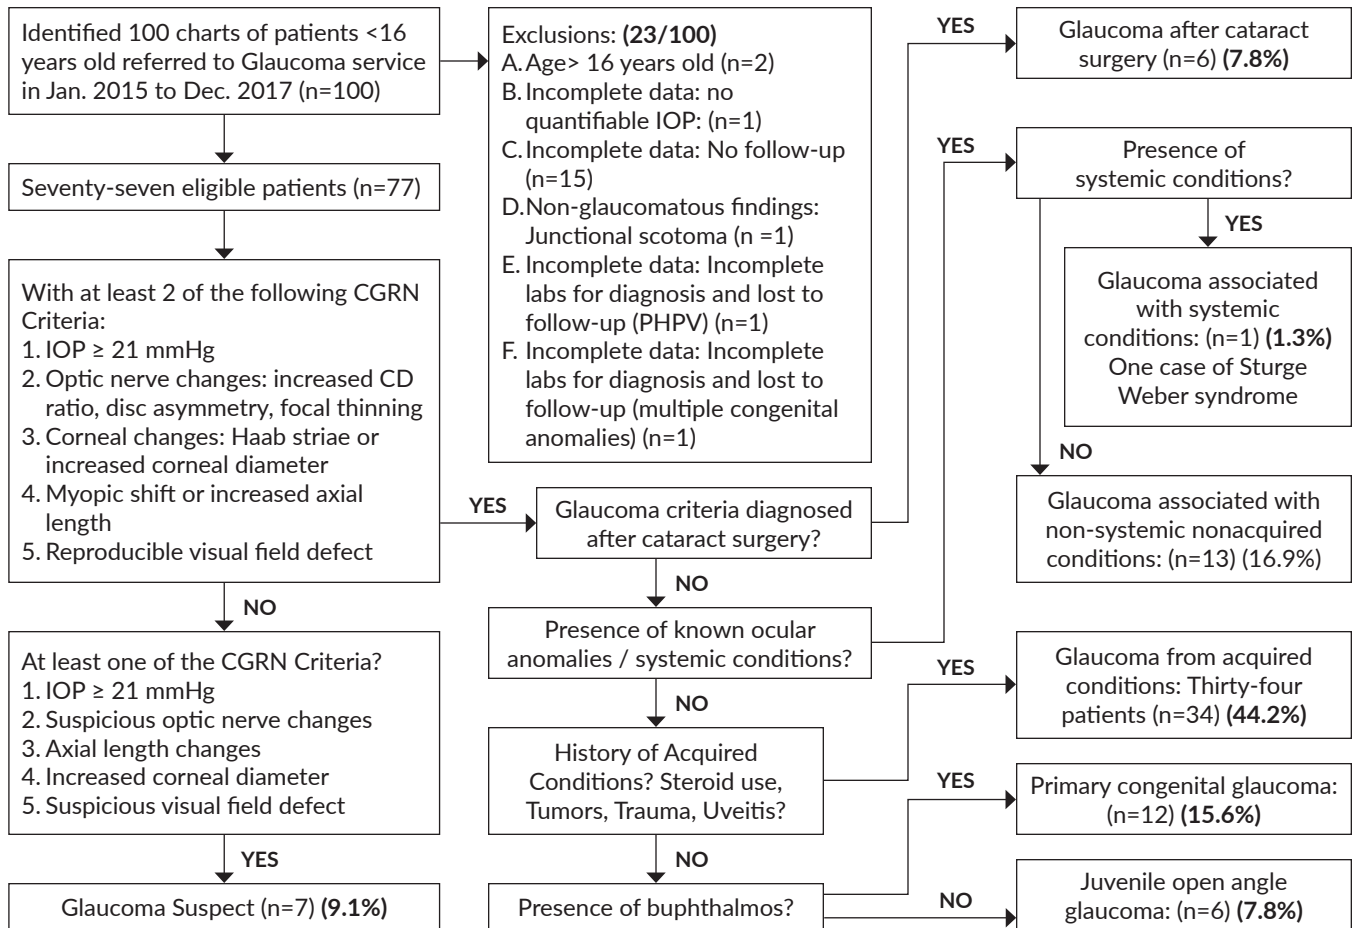 Identified 100 charts of patients <16
years old referred to Glaucoma service
in Jan. 2015 to Dec. 2017 (n=100)
Exclusions: (23/100)
A. Age> 16 years old (n=2)
B. Incomplete data: no
quantifiable IOP: (n=1)
C. Incomplete data: No follow-up
(n=15)
D. Non-glaucomatous findings:
Junctional scotoma (n =1)
E. Incomplete data: Incomplete
labs for diagnosis and lost to
follow-up (PHPV) (n=1)
F. Incomplete data: Incomplete
labs for diagnosis and lost to
follow-up (multiple congenital
anomalies) (n=1)
Seventy-seven eligible patients (n=77)
With at least 2 of the following CGRN
Criteria:
1. IOP ≥ 21 mmHg
2. Optic nerve changes: increased CD
ratio, disc asymmetry, focal thinning
3. Corneal changes: Haab striae or
increased corneal diameter
4. Myopic shift or increased axial
length
5. Reproducible visual field defect
NO
At least one of the CGRN Criteria?
1. IOP ≥ 21 mmHg
2. Suspicious optic nerve changes
3. Axial length changes
4. Increased corneal diameter
5. Suspicious visual field defect
YES
Glaucoma Suspect (n=7) (9.1%)
YES
Glaucoma criteria diagnosed
after cataract surgery?
YES
Glaucoma after cataract
surgery (n=6) (7.8%)
NO
Presence of known ocular
anomalies / systemic conditions?
YES
Presence of
systemic conditions?
YES
Glaucoma associated
with systemic
conditions: (n=1) (1.3%)
One case of Sturge
Weber syndrome
NO
Glaucoma associated with
non-systemic nonacquired
conditions: (n=13) (16.9%)
NO
History of Acquired
Conditions? Steroid use,
Tumors, Trauma, Uveitis?
YES
Glaucoma from acquired
conditions: Thirty-four
patients (n=34) (44.2%)
NO
Presence of buphthalmos?
YES
Primary congenital glaucoma:
(n=12) (15.6%)
NO
Juvenile open angle
glaucoma: (n=6) (7.8%)